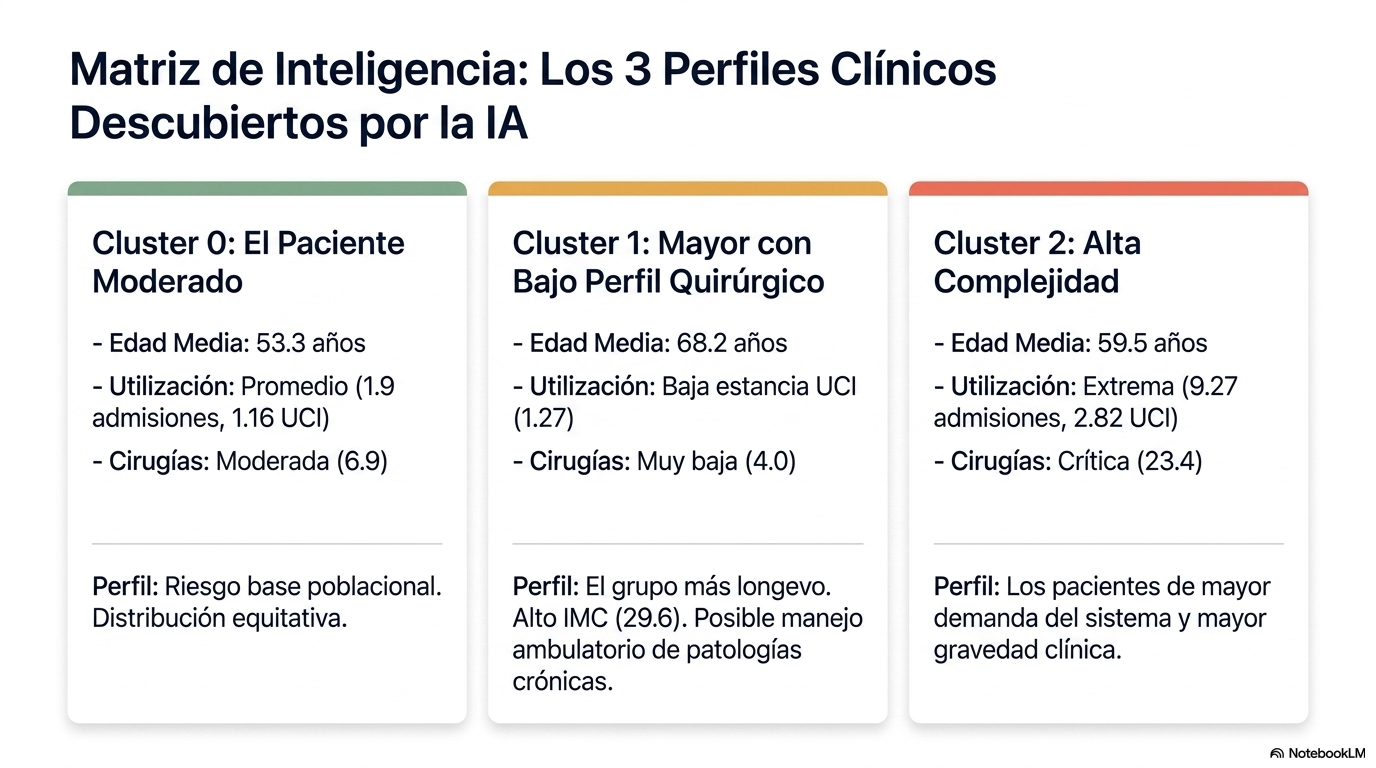 Matriz de Inteligencia: Los 3 Perfiles Clínicos
Descubiertos por la IA
Cluster 0: El Paciente
Moderado
- Edad Media: 53.3 años
- Utilización: Promedio (1.9
admisiones, 1.16 UCI)
- Cirugías: Moderada (6.9)
Perfil: Riesgo base poblacional.
Distribución equitativa.
Cluster 1: Mayor con
Bajo Perfil Quirúrgico
- Edad Media: 68.2 años
- Utilización: Baja estancia UCI
(1.27)
- Cirugías: Muy baja (4.0)
Perfil: El grupo más longevo.
Alto IMC (29.6). Posible manejo
ambulatorio de patologías
crónicas.
Cluster 2: Alta
Complejidad
- Edad Media: 59.5 años
- Utilización: Extrema (9.27
admisiones, 2.82 UCI)
- Cirugías: Crítica (23.4)
Perfil: Los pacientes de mayor
demanda del sistema y mayor
gravedad clínica.
NotebookLM